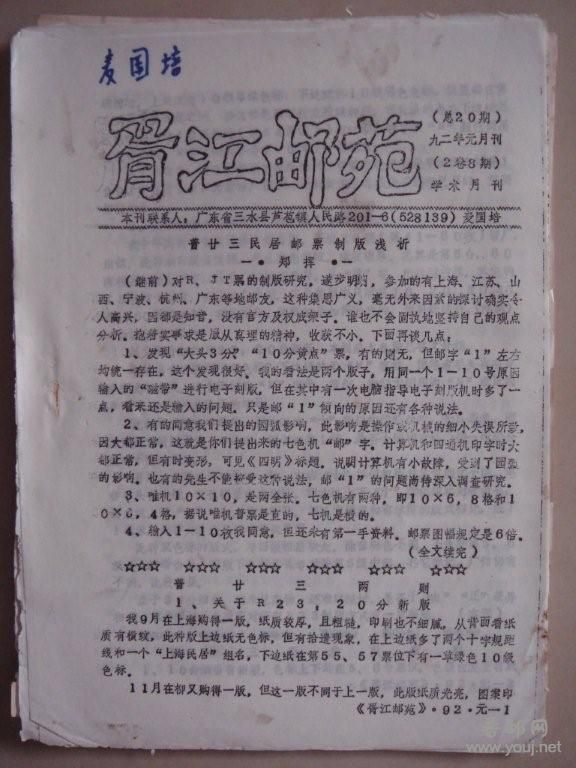 麦国培
胥江邮苑
(总20期)
九二年元月刊
(2卷8期)
学术月刊
本刊联系人:广东省三水县芦苞镇人民路201-6(528139)麦国培
普廿三民居邮票制版浅析
—·郑挥·—
(继前)对R、JT票的制版研究,逐步明朗,参加的有上海、江苏、山
西、宁波、杭州、广东等地邮友,这种集思广义,毫无外来因素的探讨确实令
人高兴,因都是知音,没有官方及权威架子。谁也不会固执地坚持自己的观点
分析。抱着实事求是服从真理的精神,收获不小。下面再谈几点:
1、发现“大头3分”“10分黄点”票,有的则无,但邮字“1”左右
均统一存在,这个发现很好。我的看法是两个版子,用同一个1-10号原因
输入的“磁带”进行电子刻版,但在其中有一次电脑指导电子刻版机时多了一
点,看来还是输入的问题。只是邮“1”倾向的原因还有各种说法。
2、有的同意我们提出的圆弧影响,此影响是操作或机械的细小失误所致
因大都正常,这就是你们提出来的七色机“邮”字。计算机和四通机印字时大
都正常,但有时变形,可见《四明》标题。说明计算机有小故障,受到了圆弧
的影响。也有的先生不能接受这种说法,邮“1”的问题尚待深入调查研究。
3、唯机10×10,是两全张。七色机有两种,即10×6,8格和1
0×6,4格,据说唯机普票是直的,七机是横的。
4、输入1-10枚我同意,但还未有第一手资料。邮票图幅规定是6倍。
(全文续完)
☆☆☆ ☆☆☆ ☆☆☆ ☆☆☆ ☆☆☆ ☆☆☆
普廿三两则
1、关于R23,20分新版
我9月在上海购得一版,纸质较厚,且粗糙,印刷也不细腻。从背面看纸
质有横纹,此种版上边纸无色标,但有拾遗现象,在上边纸多了两个十字规矩
线和一个“上海民居”组名,下边纸在第55、57票位下有一草绿色10级
色标。
11月在柳又购得一版,但这一版不同于上一版,此版纸质光亮,图案印
《胥江邮苑》·92·元—1
普邮网
www.youj.net